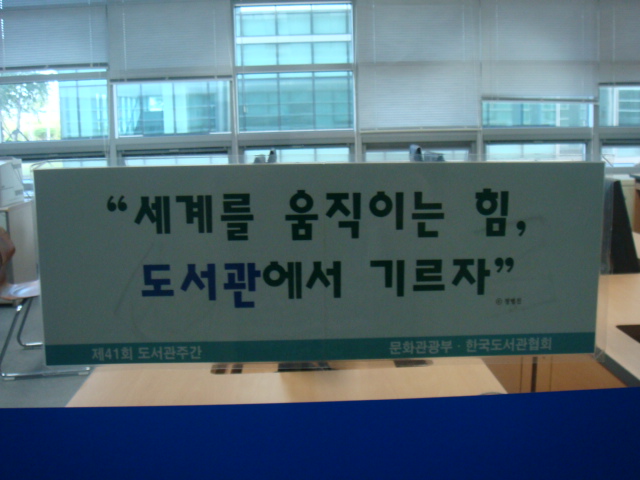 “세계를 움직이는 힘,
도서관에서 기르자”
제41회 도서관주간
문화관광부 · 한국도서관협회